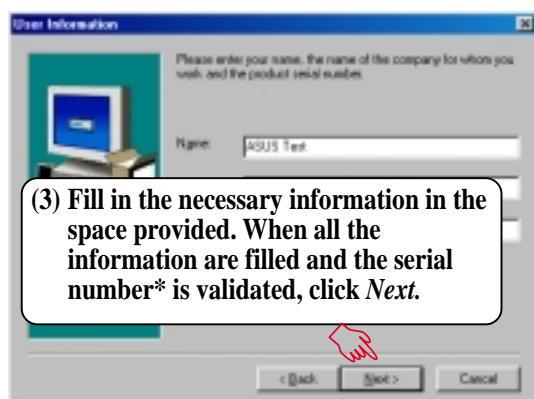 User Information
Please enter your name, the name of the company for whom you
work and the product serial number.
Name:
ASUS Test
(3) Fill in the necessary information in the
space provided. When all the
information are filled and the serial
number* is validated, click Next.
< Back
Next >
Cancel